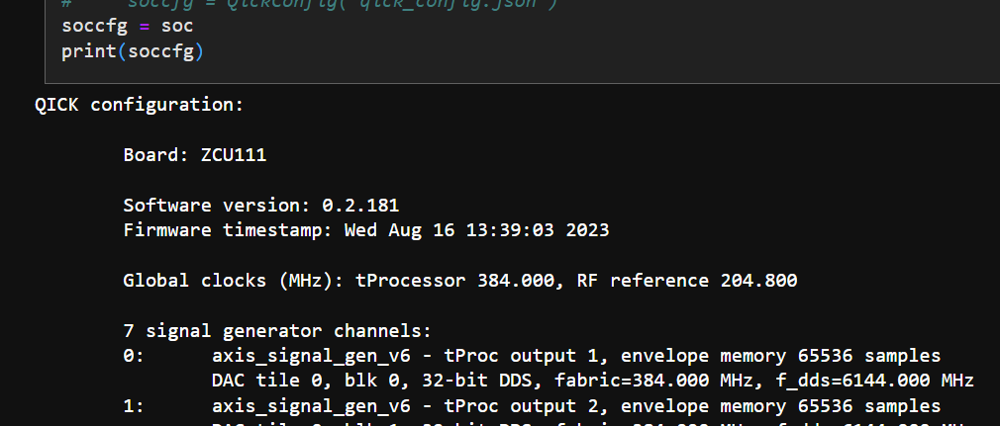 #     soccfg = QickConfig("qick_config.json")
soccfg = soc
print(soccfg)
QICK configuration:
Board: ZCU111
Software version: 0.2.181
Firmware timestamp: Wed Aug 16 13:39:03 2023
Global clocks (MHz): tProcessor 384.000, RF reference 204.800
7 signal generator channels:
0: axis_signal_gen_v6 - tProc output 1, envelope memory 65536 samples
DAC tile 0, blk 0, 32-bit DDS, fabric=384.000 MHz, f_dds=6144.000 MHz
1: axis_signal_gen_v6 - tProc output 2, envelope memory 65536 samples